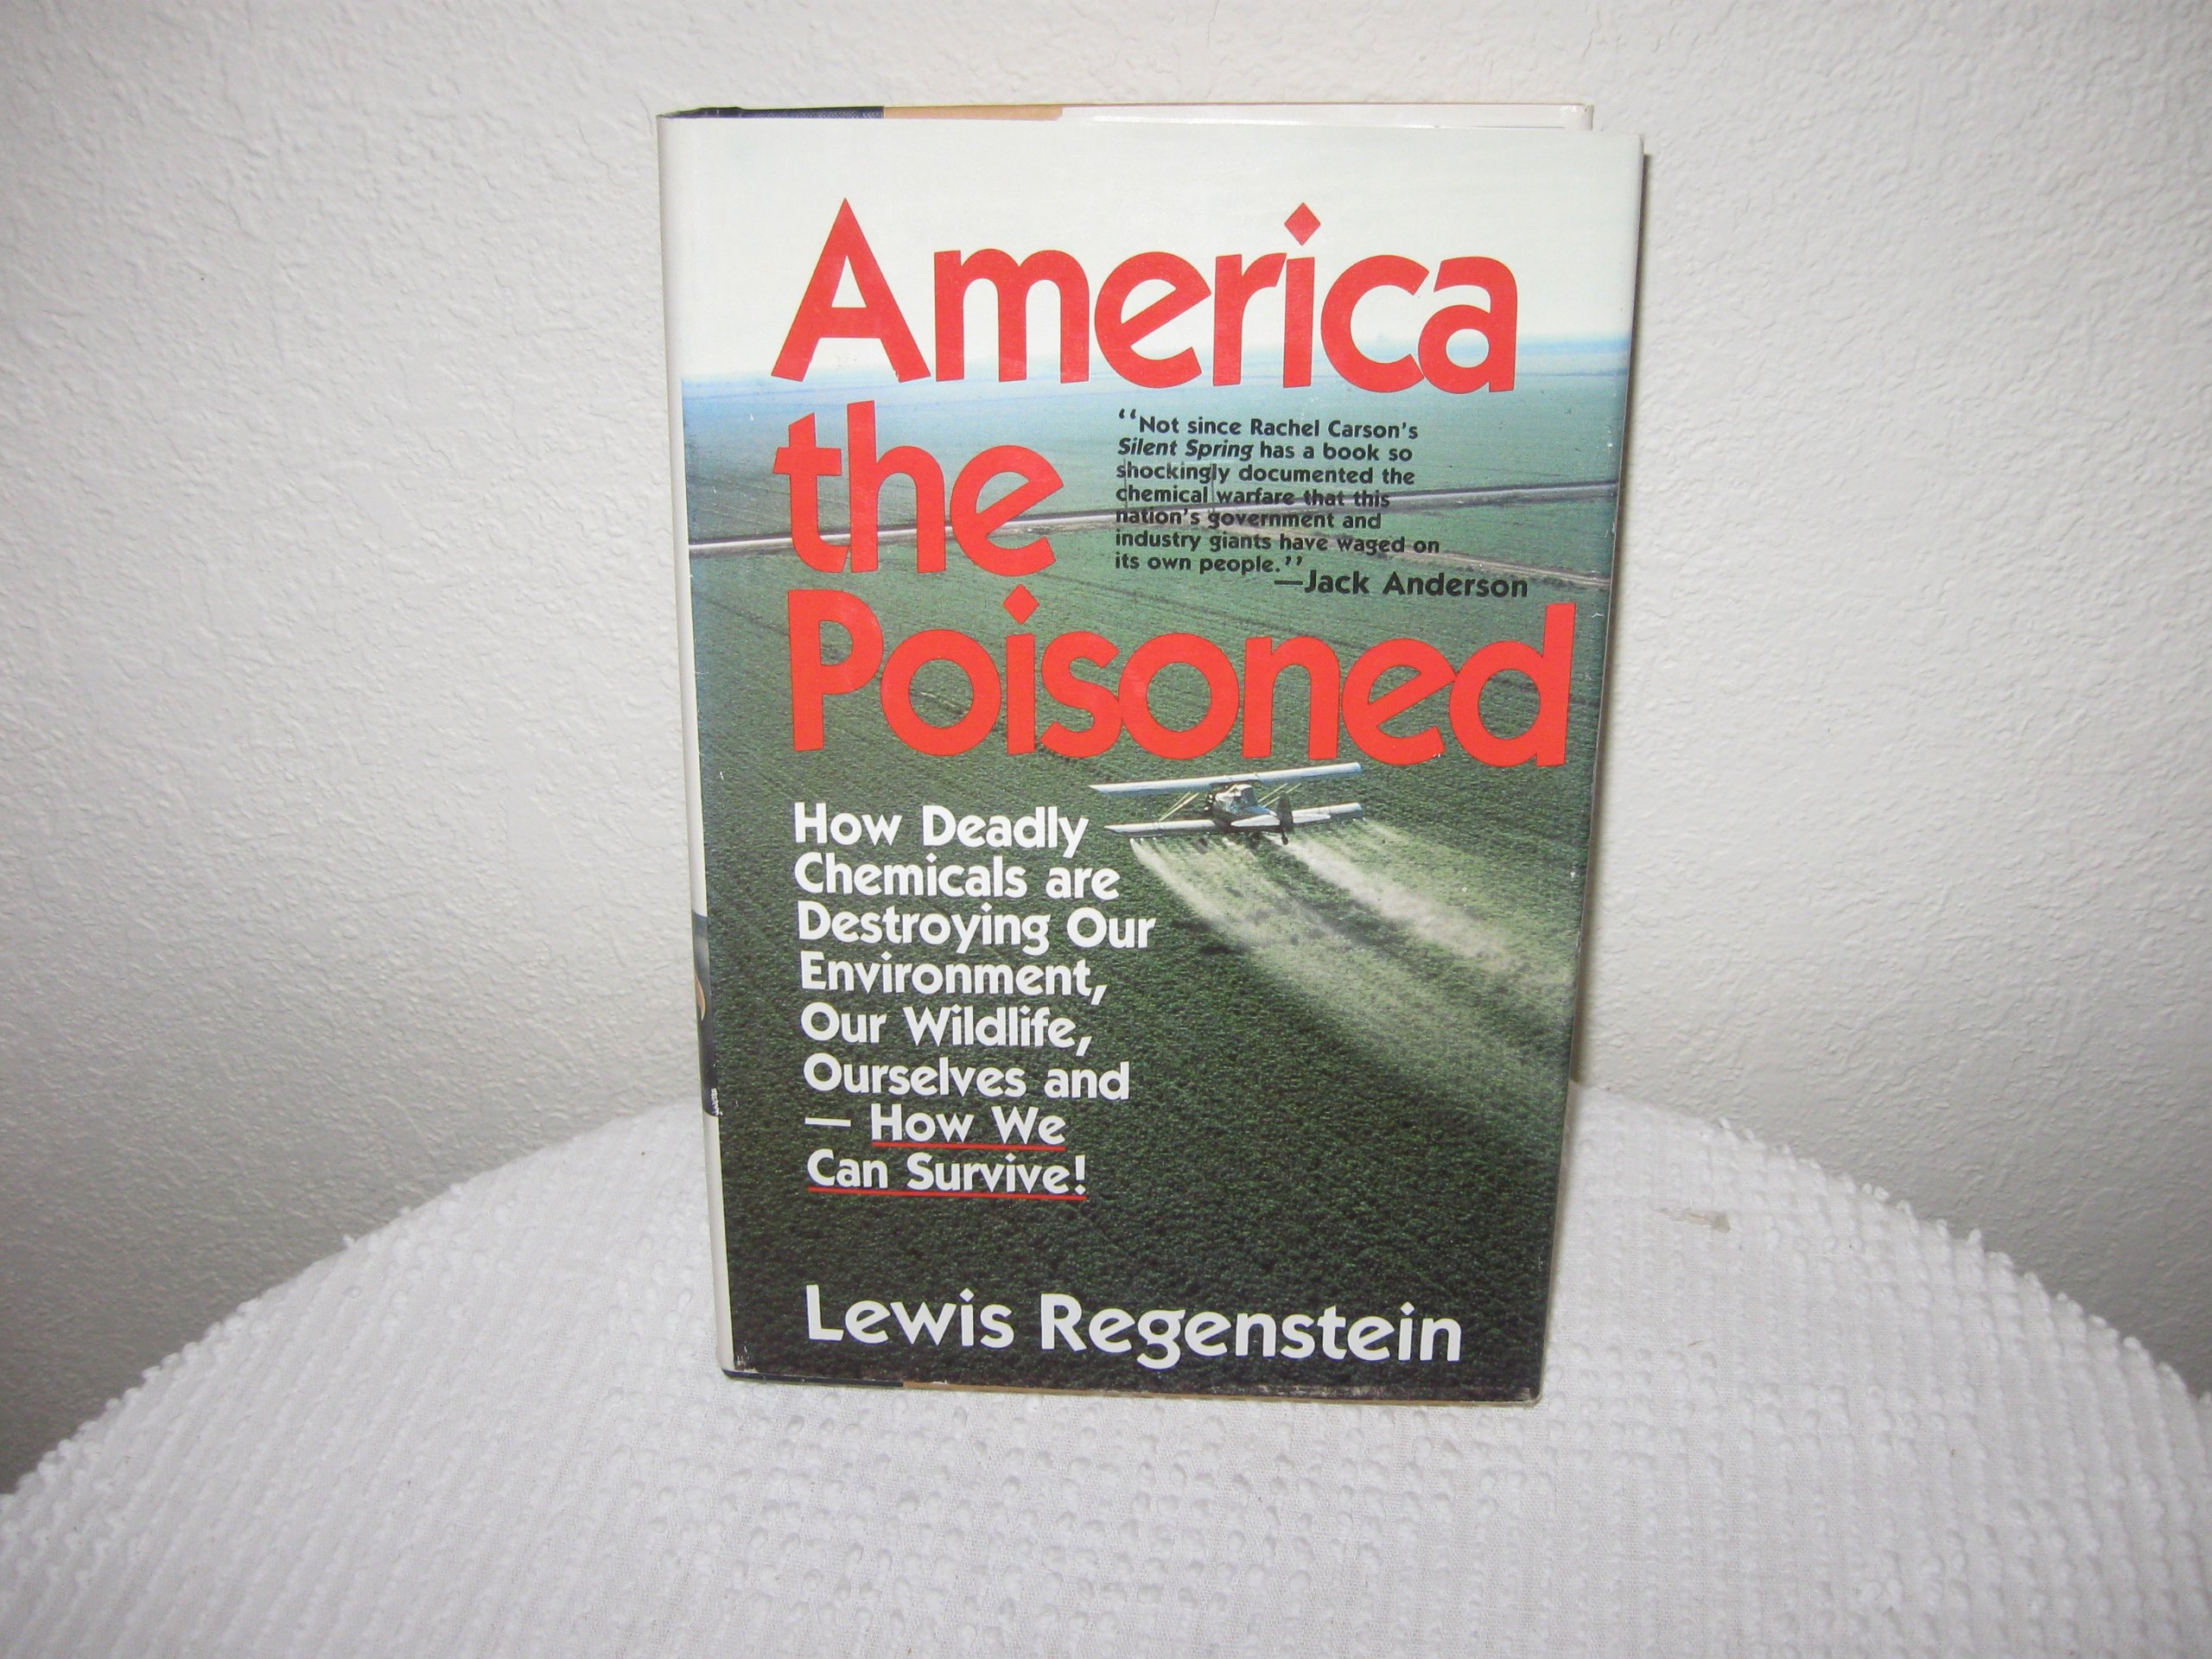 America
the
Poisoned
“Not since Rachel Carson's
Silent Spring has a book so
shockingly documented the
chemical warfare that this
nation's government and
industry giants have waged on
its own people.”
—Jack Anderson
How Deadly
Chemicals are
Destroying Our
Environment,
Our Wildlife,
Ourselves and
— How We
Can Survive!
Lewis Regenstein